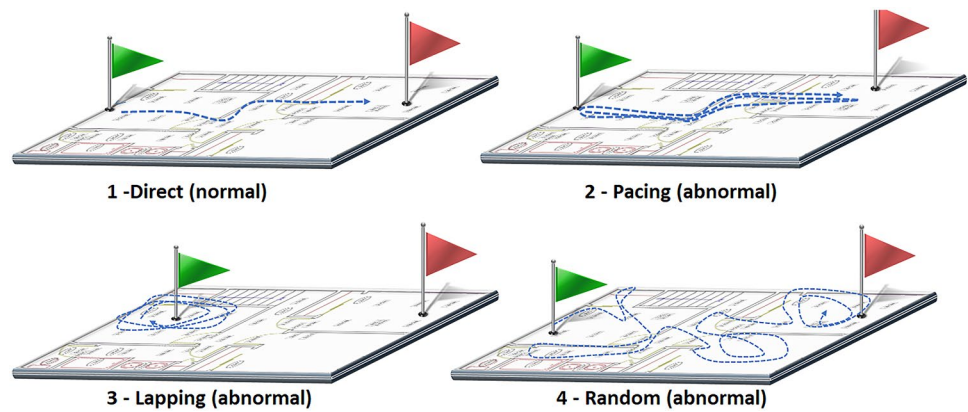 1 -Direct (normal)
2 - Pacing (abnormal)
3 - Lapping (abnormal)
4 - Random (abnormal)